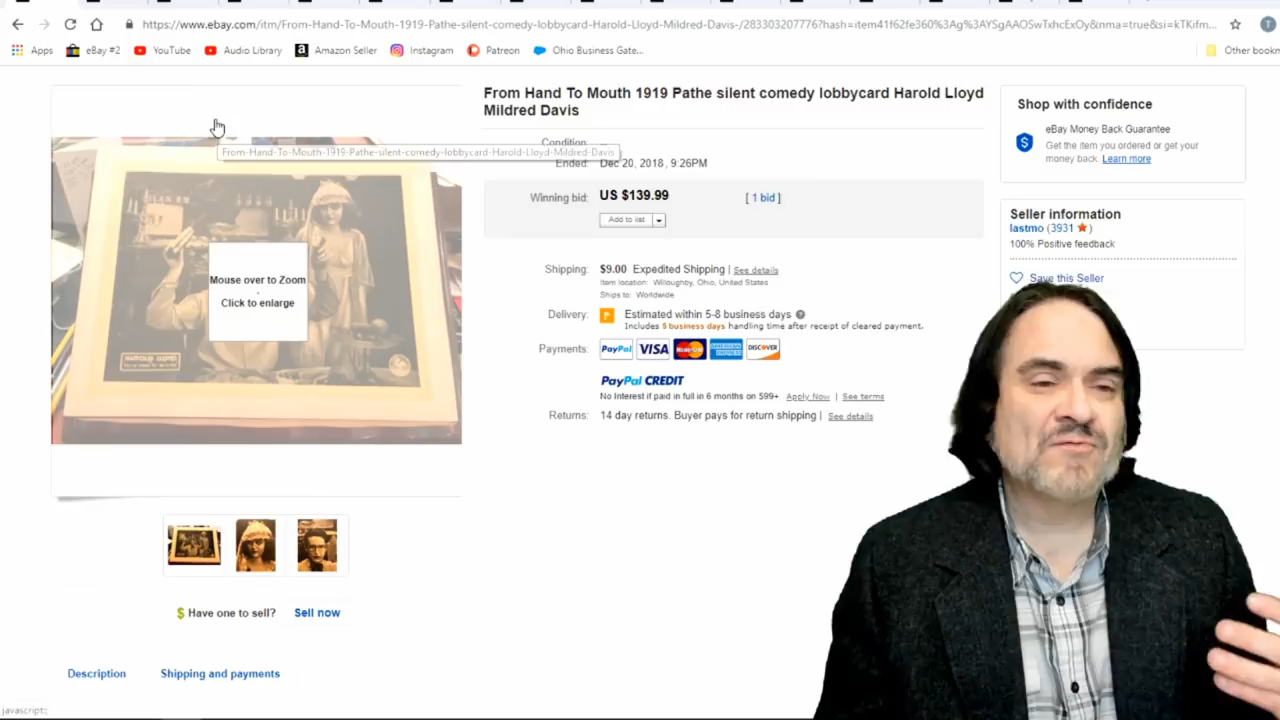 https://www.ebay.com/itm/From-Hand-To-Mouth-1919-Pathe-silent-comedy-lobbycard-Harold-Lloyd-Mildred-Davis-/283303207776?hash=item41f62fe360%3Ag%3AYSgAAOSwTxhcExOy&nma=true&si=kTKifm...
Apps eBay #2 YouTube Audio Library Amazon Seller Instagram Patreon Ohio Business Gate... Other bookm
From Hand To Mouth 1919 Pathe silent comedy lobbycard Harold Lloyd
Mildred Davis
Condition
From-Hand-To-Mouth-1919-Pathe-silent-comedy-lobbycard-Harold-Lloyd-Mildred-Davis
Ended: Dec 20, 2018 , 9:26PM
Winning bid: US $139.99 [ 1 bid ]
Add to list
Shipping: $9.00 Expedited Shipping | See details
Item location: Willoughby, Ohio, United States
Ships to: Worldwide
Delivery: Estimated within 5-8 business days
Includes 5 business days handling time after receipt of cleared payment.
Payments: PayPal VISA AMERICAN EXPRESS DISCOVER
PayPal CREDIT
No Interest if paid in full in 6 months on $99+ Apply Now | See terms
Returns: 14 day returns. Buyer pays for return shipping | See details
Shop with confidence
eBay Money Back Guarantee
Get the item you ordered or get your
money back. Learn more
Seller information
lastmo (3931 )
100% Positive feedback
Save this Seller
Mouse over to Zoom
-
Click to enlarge
HAROLD LLOYD
$ Have one to sell? Sell now
Description Shipping and payments
javascript:;